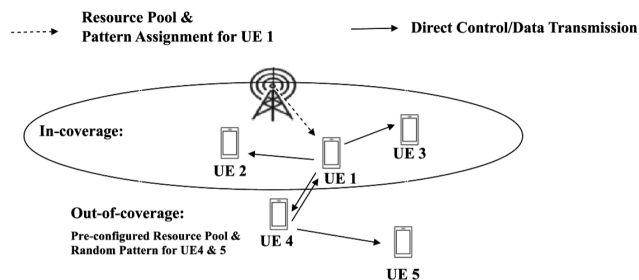 Resource Pool &
Pattern Assignment for UE 1
Direct Control/Data Transmission
In-coverage:
UE 2
UE 1
UE 3
Out-of-coverage:
Pre-configured Resource Pool &
Random Pattern for UE4 & 5
UE 4
UE 5